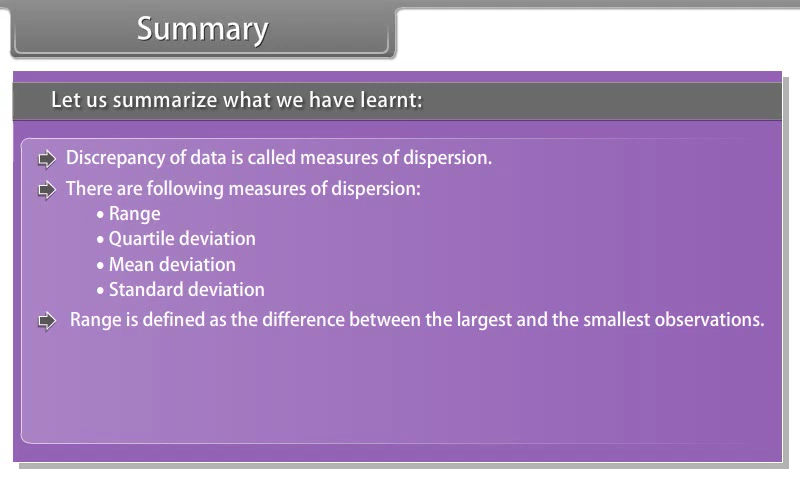 Summary
Let us summarize what we have learnt:
Discrepancy of data is called measures of dispersion.
There are following measures of dispersion:
• Range
• Quartile deviation
• Mean deviation
• Standard deviation
Range is defined as the difference between the largest and the smallest observations.